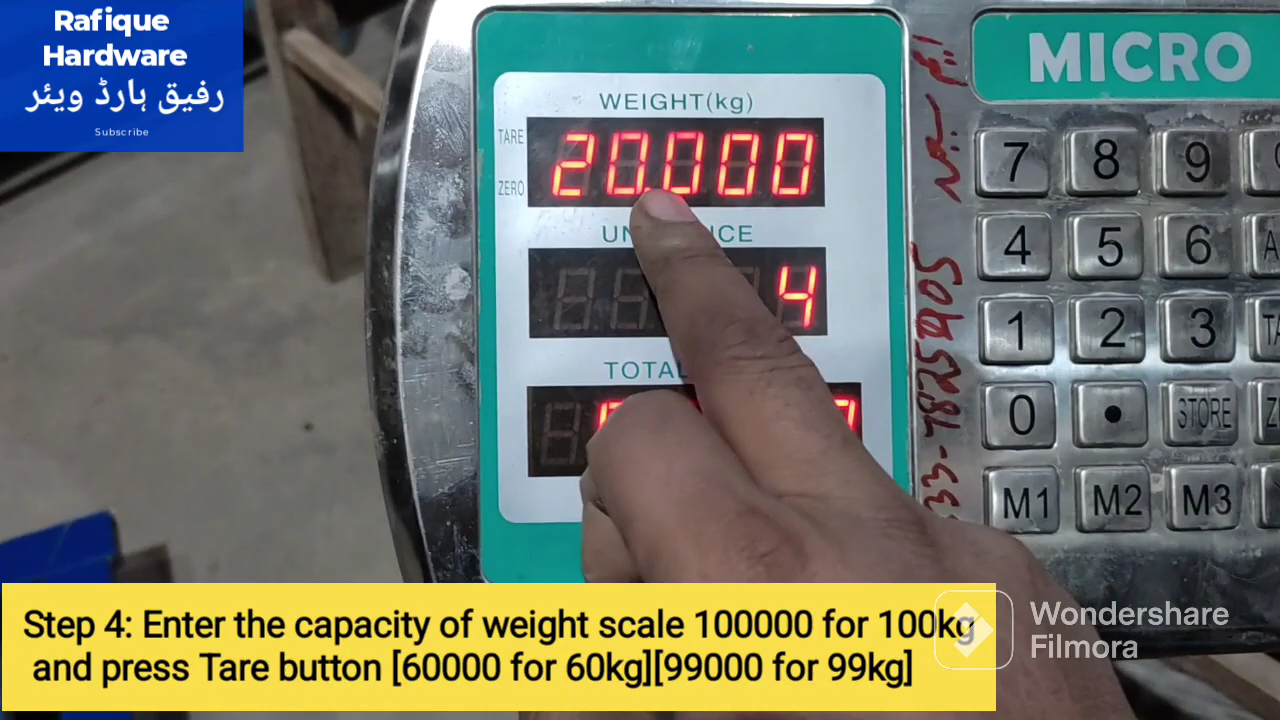 Rafique
Hardware
رفیق ہارڈ ویئر
Subscribe
WEIGHT(kg)
TARE
ZERO
20.000
4
TOTAL
MICRO
7 8 9
4 5 6
1 2 3
0 • STORE
M1 M2 M3
Step 4: Enter the capacity of weight scale 100000 for 100kg
and press Tare button [60000 for 60kg][99000 for 99kg]
Wondershare
Filmora